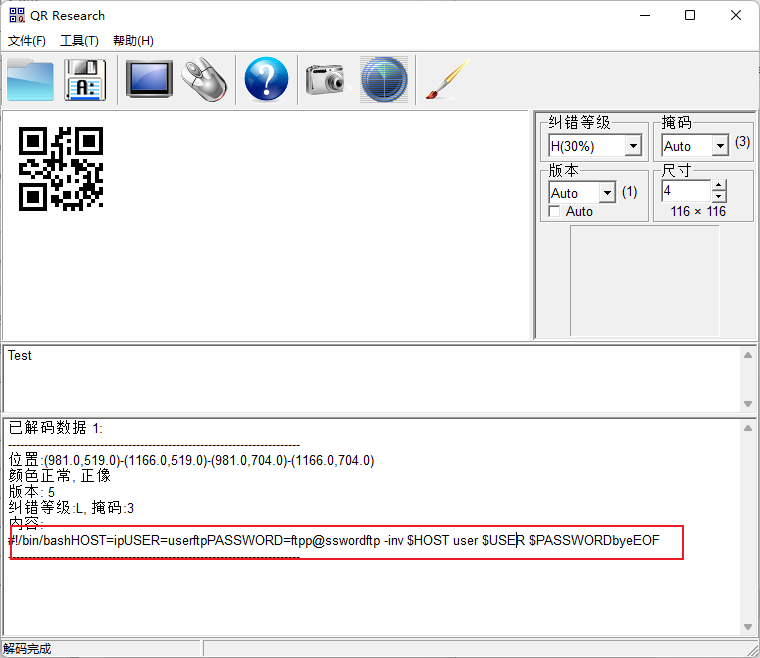 QR Research
文件(F) 工具(T) 帮助(H)
A:
纠错等级 掩码
H(30%) Auto (3)
版本 尺寸
Auto (1) 4
Auto 116 × 116
Test
已解码数据 1:
位置:(981.0,519.0)-(1166.0,519.0)-(981.0,704.0)-(1166.0,704.0)
颜色正常, 正像
版本: 5
纠错等级:L, 掩码:3
内容:
#!/bin/bashHOST=ipUSER=userftpPASSWORD=ftpp@sswordftp -inv $HOST user $USER $PASSWORDbyeEOF
解码完成